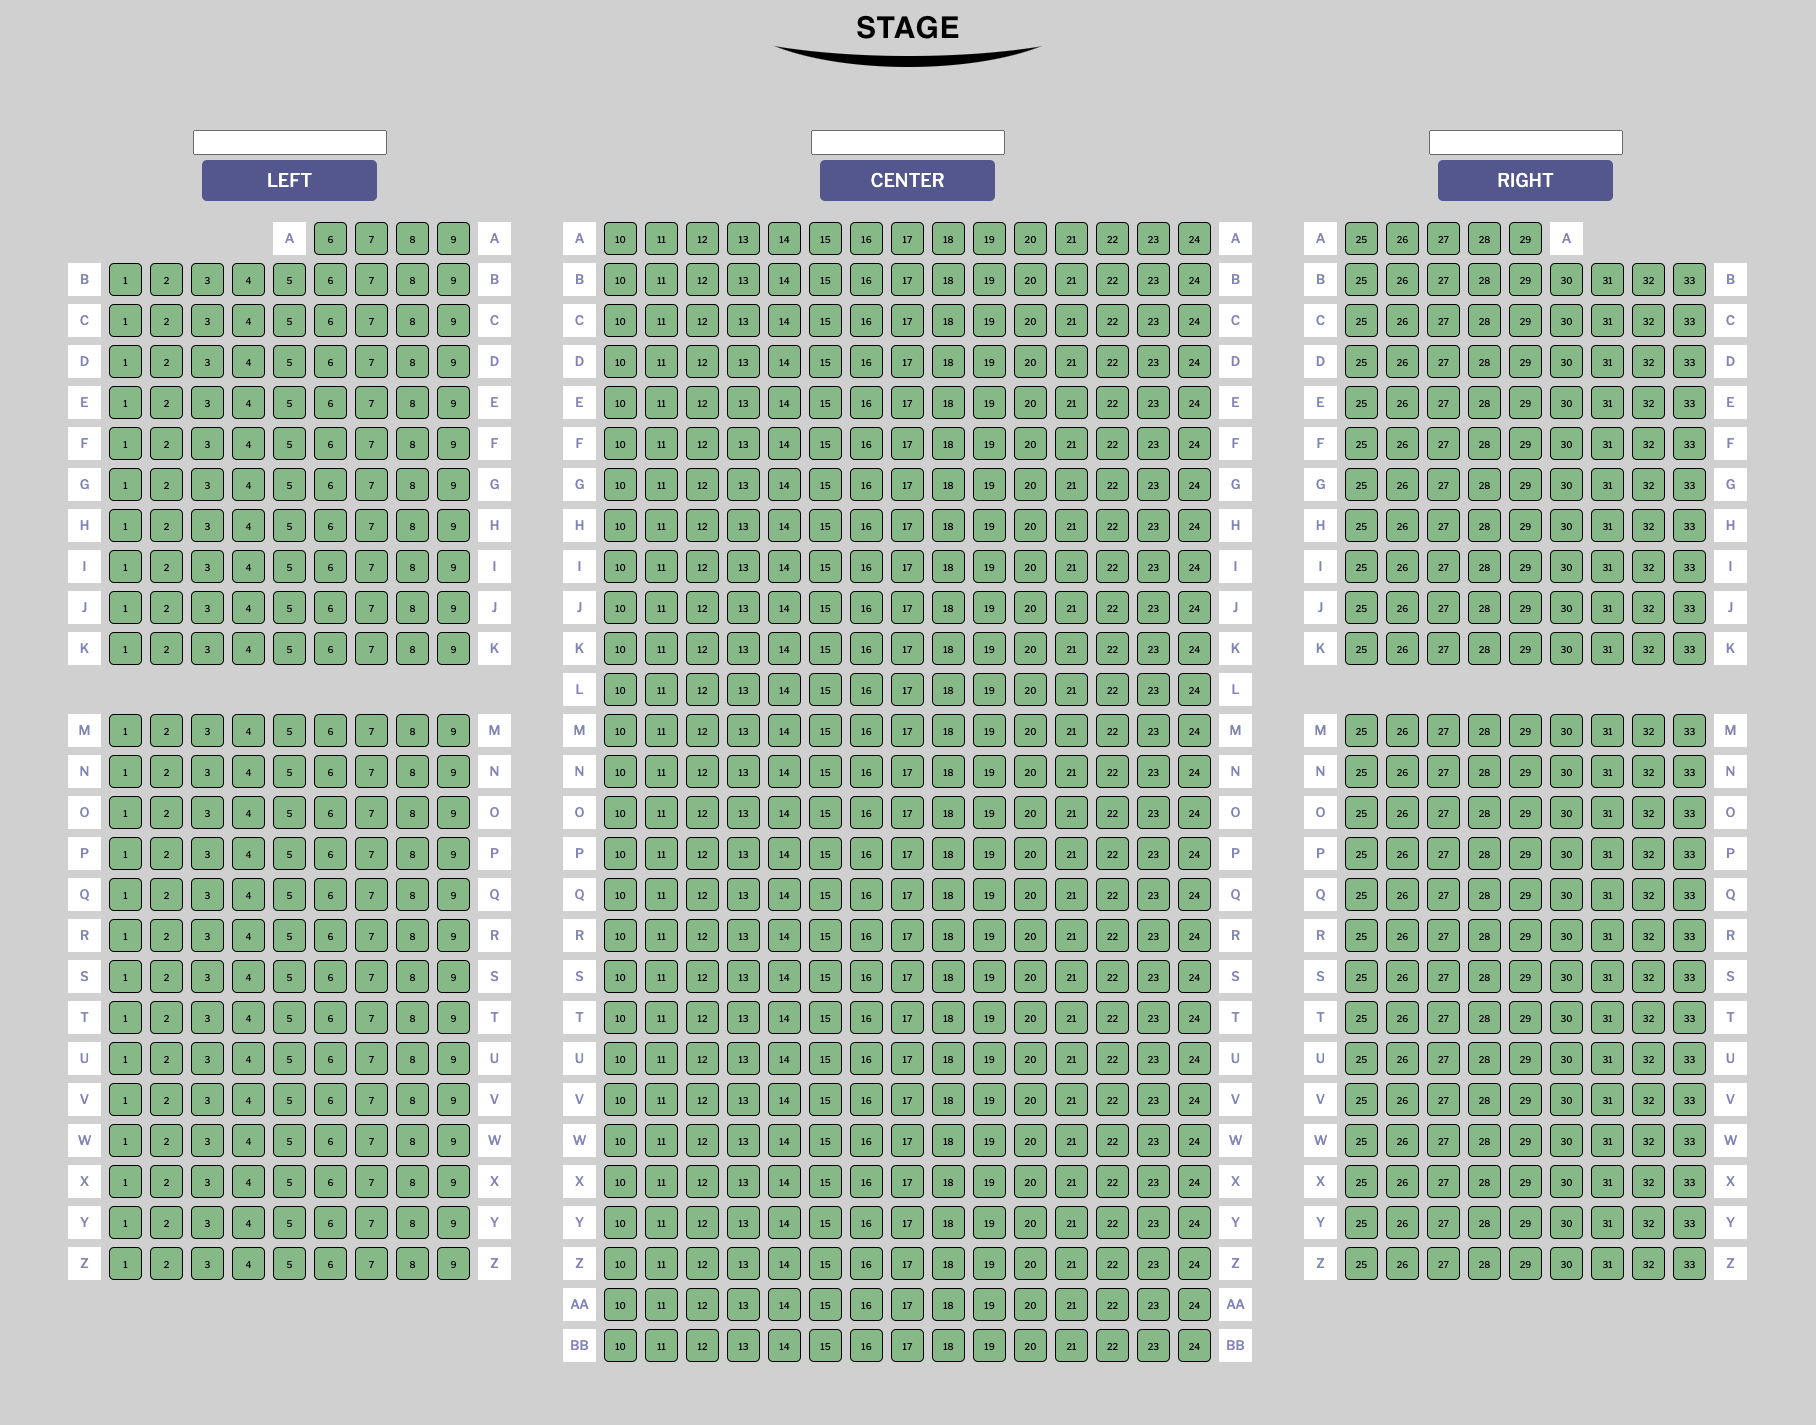 STAGE
LEFT CENTER RIGHT
A 6 7 8 9 A A 10 11 12 13 14 15 16 17 18 19 20 21 22 23 24 A A 25 26 27 28 29 A
B 1 2 3 4 5 6 7 8 9 B B 10 11 12 13 14 15 16 17 18 19 20 21 22 23 24 B B 25 26 27 28 29 30 31 32 33 B
C 1 2 3 4 5 6 7 8 9 C C 10 11 12 13 14 15 16 17 18 19 20 21 22 23 24 C C 25 26 27 28 29 30 31 32 33 C
D 1 2 3 4 5 6 7 8 9 D D 10 11 12 13 14 15 16 17 18 19 20 21 22 23 24 D D 25 26 27 28 29 30 31 32 33 D
E 1 2 3 4 5 6 7 8 9 E E 10 11 12 13 14 15 16 17 18 19 20 21 22 23 24 E E 25 26 27 28 29 30 31 32 33 E
F 1 2 3 4 5 6 7 8 9 F F 10 11 12 13 14 15 16 17 18 19 20 21 22 23 24 F F 25 26 27 28 29 30 31 32 33 F
G 1 2 3 4 5 6 7 8 9 G G 10 11 12 13 14 15 16 17 18 19 20 21 22 23 24 G G 25 26 27 28 29 30 31 32 33 G
H 1 2 3 4 5 6 7 8 9 H H 10 11 12 13 14 15 16 17 18 19 20 21 22 23 24 H H 25 26 27 28 29 30 31 32 33 H
I 1 2 3 4 5 6 7 8 9 I I 10 11 12 13 14 15 16 17 18 19 20 21 22 23 24 I I 25 26 27 28 29 30 31 32 33 I
J 1 2 3 4 5 6 7 8 9 J J 10 11 12 13 14 15 16 17 18 19 20 21 22 23 24 J J 25 26 27 28 29 30 31 32 33 J
K 1 2 3 4 5 6 7 8 9 K K 10 11 12 13 14 15 16 17 18 19 20 21 22 23 24 K K 25 26 27 28 29 30 31 32 33 K
L 10 11 12 13 14 15 16 17 18 19 20 21 22 23 24 L
M 1 2 3 4 5 6 7 8 9 M M 10 11 12 13 14 15 16 17 18 19 20 21 22 23 24 M M 25 26 27 28 29 30 31 32 33 M
N 1 2 3 4 5 6 7 8 9 N N 10 11 12 13 14 15 16 17 18 19 20 21 22 23 24 N N 25 26 27 28 29 30 31 32 33 N
O 1 2 3 4 5 6 7 8 9 O O 10 11 12 13 14 15 16 17 18 19 20 21 22 23 24 O O 25 26 27 28 29 30 31 32 33 O
P 1 2 3 4 5 6 7 8 9 P P 10 11 12 13 14 15 16 17 18 19 20 21 22 23 24 P P 25 26 27 28 29 30 31 32 33 P
Q 1 2 3 4 5 6 7 8 9 Q Q 10 11 12 13 14 15 16 17 18 19 20 21 22 23 24 Q Q 25 26 27 28 29 30 31 32 33 Q
R 1 2 3 4 5 6 7 8 9 R R 10 11 12 13 14 15 16 17 18 19 20 21 22 23 24 R R 25 26 27 28 29 30 31 32 33 R
S 1 2 3 4 5 6 7 8 9 S S 10 11 12 13 14 15 16 17 18 19 20 21 22 23 24 S S 25 26 27 28 29 30 31 32 33 S
T 1 2 3 4 5 6 7 8 9 T T 10 11 12 13 14 15 16 17 18 19 20 21 22 23 24 T T 25 26 27 28 29 30 31 32 33 T
U 1 2 3 4 5 6 7 8 9 U U 10 11 12 13 14 15 16 17 18 19 20 21 22 23 24 U U 25 26 27 28 29 30 31 32 33 U
V 1 2 3 4 5 6 7 8 9 V V 10 11 12 13 14 15 16 17 18 19 20 21 22 23 24 V V 25 26 27 28 29 30 31 32 33 V
W 1 2 3 4 5 6 7 8 9 W W 10 11 12 13 14 15 16 17 18 19 20 21 22 23 24 W W 25 26 27 28 29 30 31 32 33 W
X 1 2 3 4 5 6 7 8 9 X X 10 11 12 13 14 15 16 17 18 19 20 21 22 23 24 X X 25 26 27 28 29 30 31 32 33 X
Y 1 2 3 4 5 6 7 8 9 Y Y 10 11 12 13 14 15 16 17 18 19 20 21 22 23 24 Y Y 25 26 27 28 29 30 31 32 33 Y
Z 1 2 3 4 5 6 7 8 9 Z Z 10 11 12 13 14 15 16 17 18 19 20 21 22 23 24 Z Z 25 26 27 28 29 30 31 32 33 Z
AA 10 11 12 13 14 15 16 17 18 19 20 21 22 23 24 AA
BB 10 11 12 13 14 15 16 17 18 19 20 21 22 23 24 BB